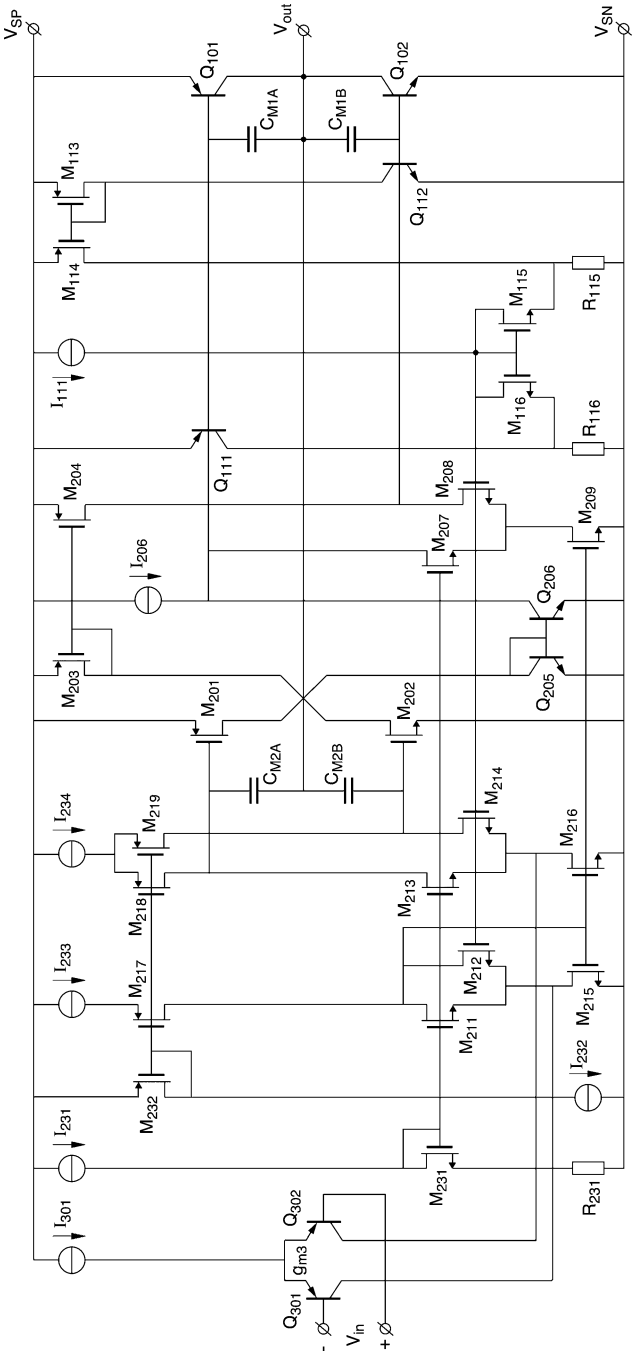 V_SP
V_out
V_SN
Q_101
C_M1A
C_M1B
Q_102
M_113
Q_112
M_114
M_115
R_115
I_111
M_116
R_116
Q_111
M_204
M_208
M_207
M_209
I_206
Q_206
M_203
M_201
M_202
Q_205
C_M2A
C_M2B
I_234
M_219
M_214
M_216
M_218
M_213
I_233
M_217
M_212
M_215
M_211
M_232
I_232
I_231
M_231
R_231
I_301
Q_302
g_m3
Q_301
-
V_in
+